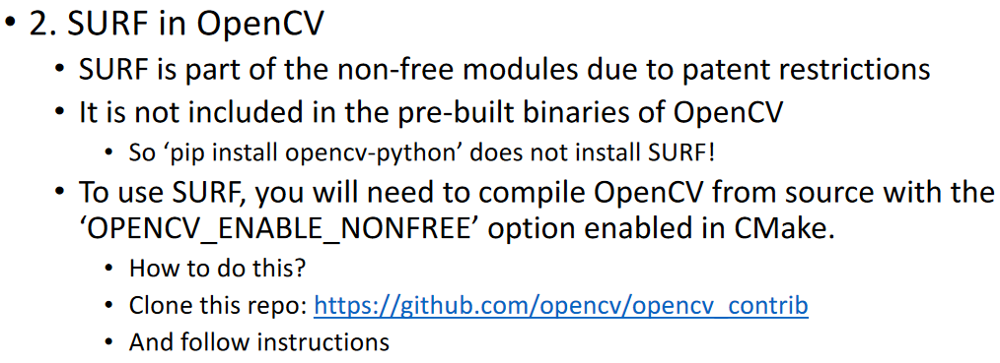 • 2. SURF in OpenCV
• SURF is part of the non-free modules due to patent restrictions
• It is not included in the pre-built binaries of OpenCV
• So ‘pip install opencv-python’ does not install SURF!
• To use SURF, you will need to compile OpenCV from source with the
‘OPENCV_ENABLE_NONFREE’ option enabled in CMake.
• How to do this?
• Clone this repo: https://github.com/opencv/opencv_contrib
• And follow instructions